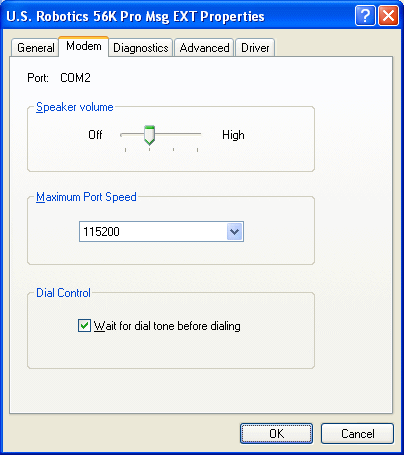 U.S. Robotics 56K Pro Msg EXT Properties
General Modem Diagnostics Advanced Driver
Port: COM2
Speaker volume
Off High
Maximum Port Speed
115200
Dial Control
Wait for dial tone before dialing
OK Cancel